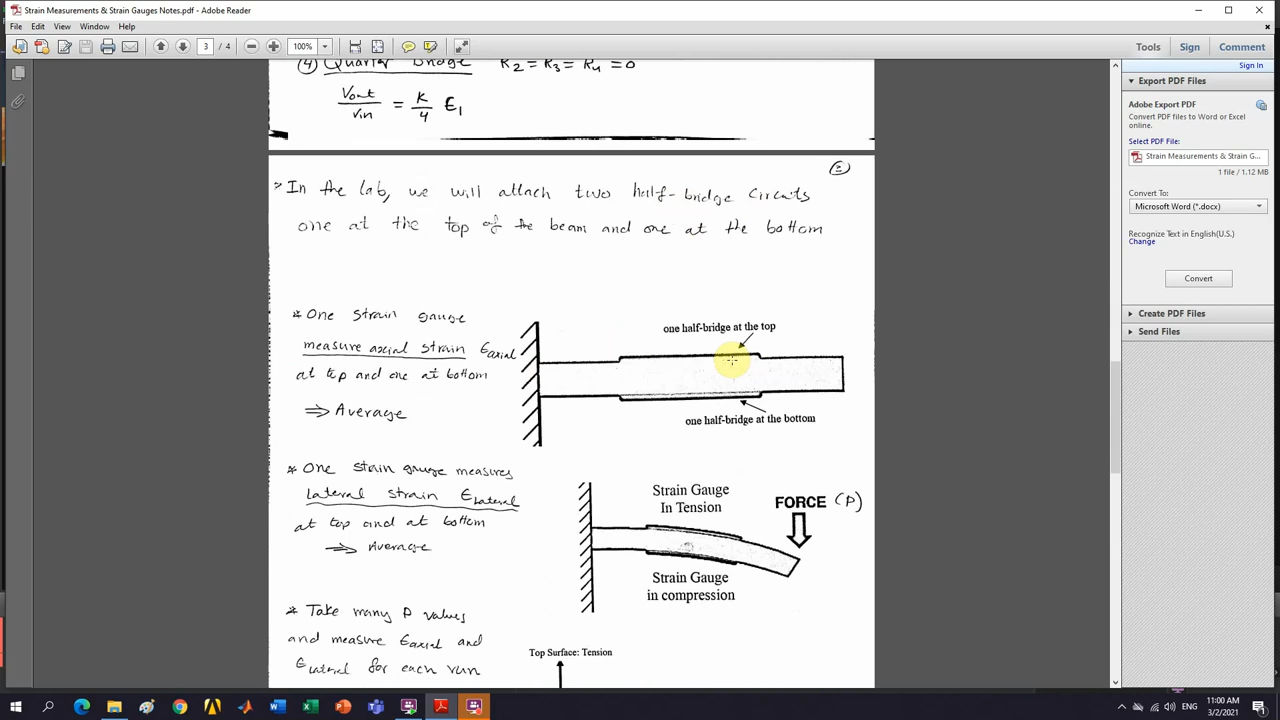 Strain Measurements & Strain Gauges Notes.pdf - Adobe Reader
File Edit View Window Help
3 / 4
100%
Tools Sign Comment
Sign In
Export PDF Files
Adobe Export PDF
Convert PDF files to Word or Excel
online.
Select PDF File:
Strain Measurements & Strain G...
1 file / 1.12 MB
Convert To:
Microsoft Word (*.docx)
Recognize Text in English(U.S.)
Change
Convert
Create PDF Files
Send Files
(4) Quarter Bridge R2 = R3 = R4 = 0
Vout/Vin = K/4 ε1
In the lab, we will attach two half-bridge circuits
one at the top of the beam and one at the bottom
* One strain gauge
measure axial strain εaxial
at top and one at bottom
⇒ Average
one half-bridge at the top
one half-bridge at the bottom
* One strain gauge measures
lateral strain εlateral
at top and at bottom
⇒ Average
Strain Gauge
In Tension
FORCE (P)
Strain Gauge
in compression
* Take many P values
and measure εaxial and
εlateral for each run
Top Surface: Tension
ENG
11:00 AM
3/2/2021